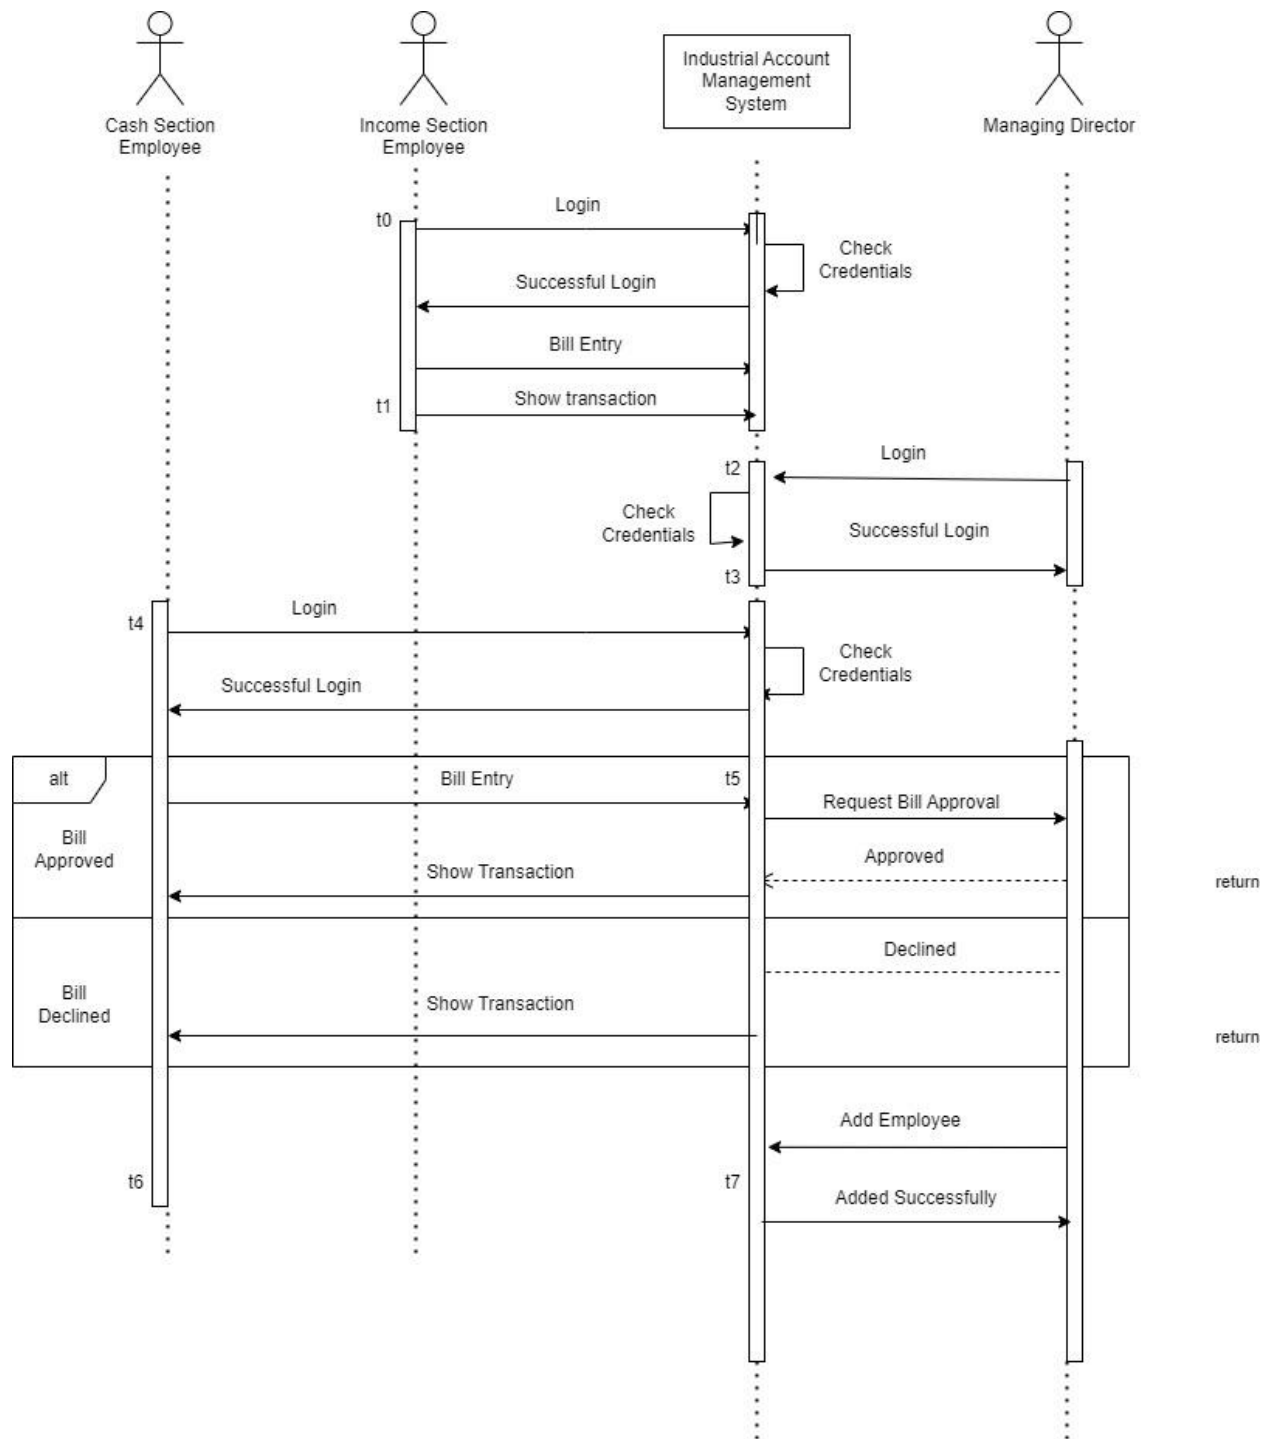 Cash Section
Employee
Income Section
Employee
Industrial Account
Management
System
Managing Director
t0
Login
Check
Credentials
Successful Login
Bill Entry
t1
Show transaction
t2
Login
Check
Credentials
Successful Login
t3
t4
Login
Check
Credentials
Successful Login
alt
Bill Entry
t5
Request Bill Approval
Bill
Approved
Approved
Show Transaction
return
Declined
Bill
Declined
Show Transaction
return
Add Employee
t6
t7
Added Successfully